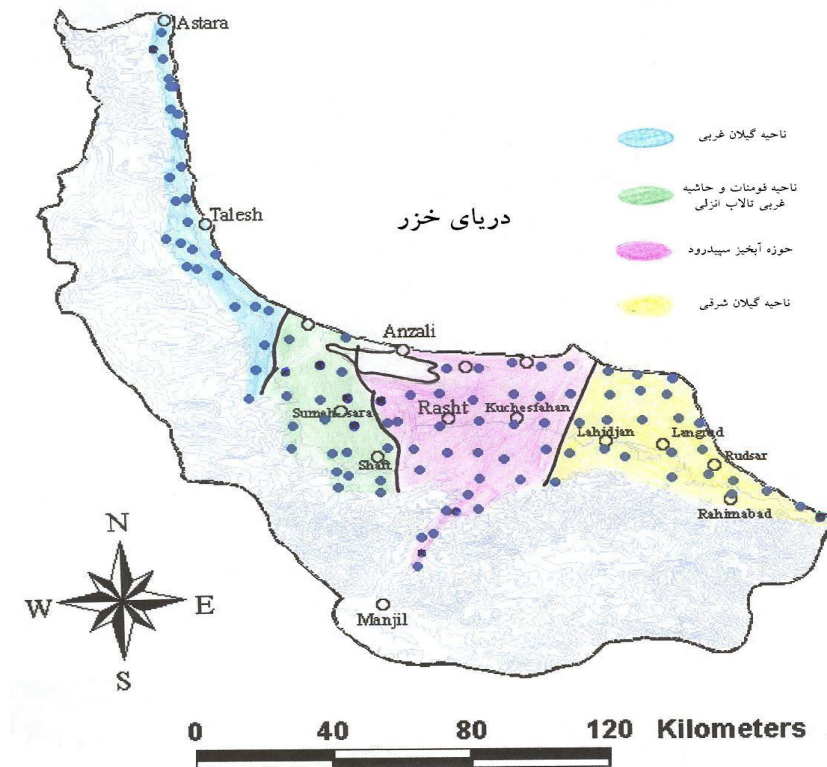 Astara
ناحیه گیلان غربی
ناحیه فومنات و حاشیه
غربی تالاب انزلی
دریای خزر
Talesh
حوزه آبخیز سپیدرود
ناحیه گیلان شرقی
Anzali
Rasht
Kuchesfahan
Sumahesara
Lahidjan
Langrud
Shaft
Rudsar
Rahimabad
N
W
E
S
Manjil
0 40 80 120 Kilometers